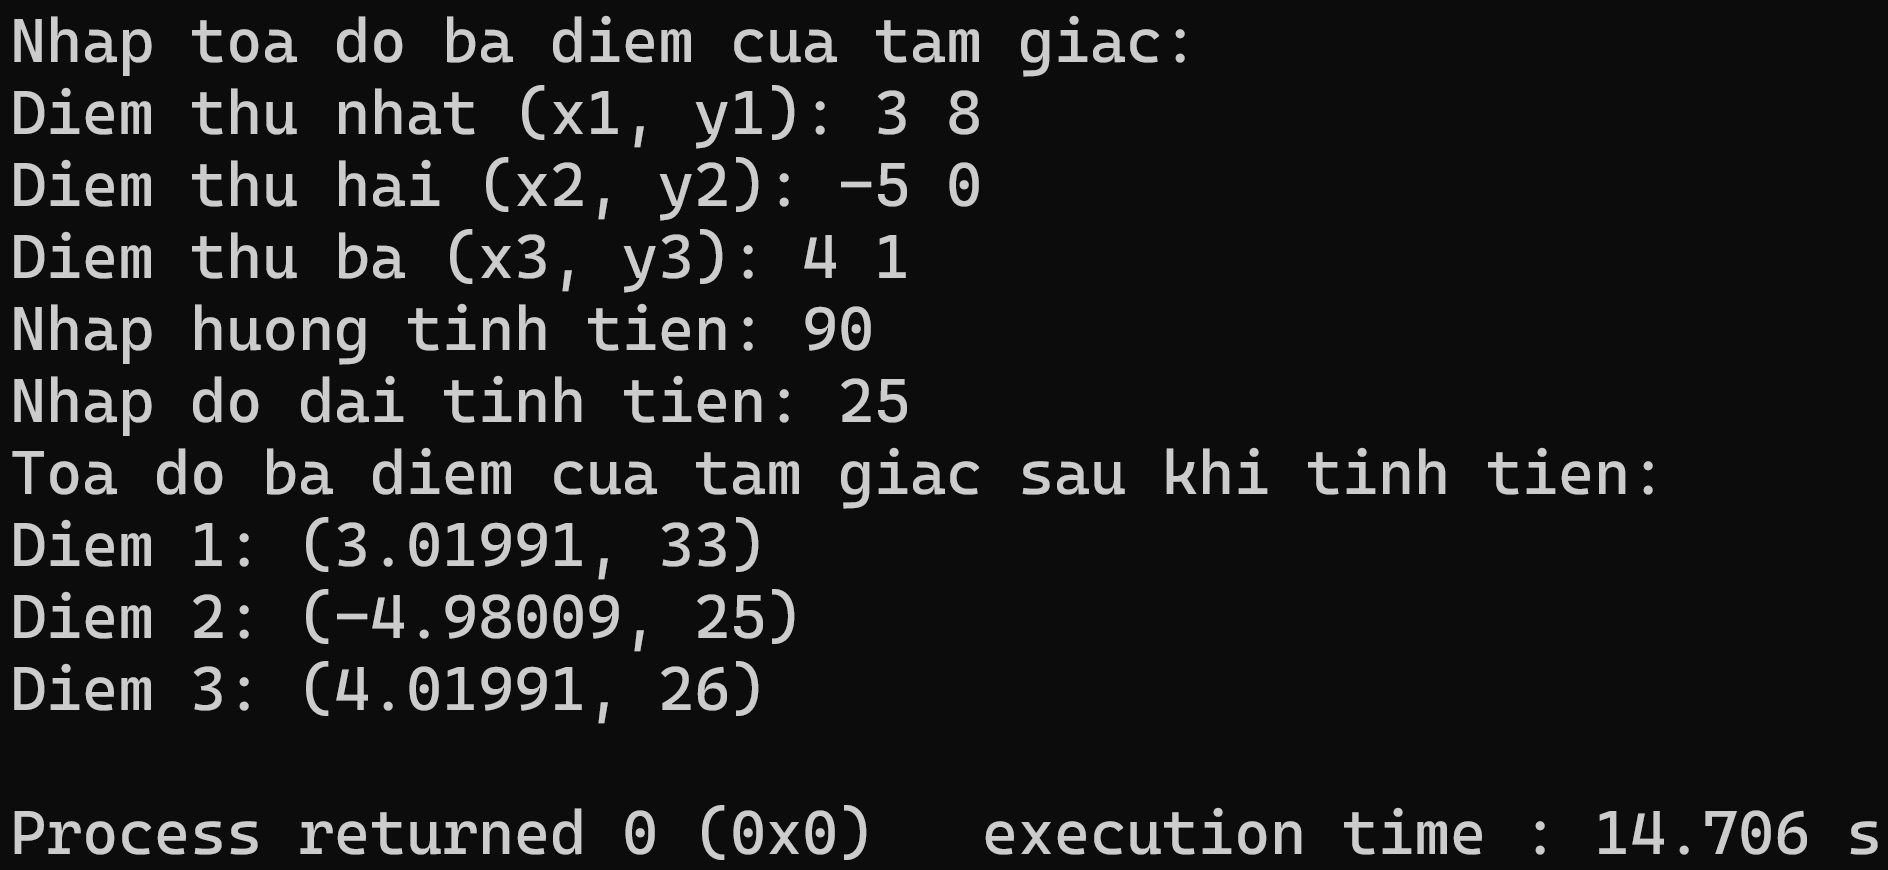 Nhap toa do ba diem cua tam giac:
Diem thu nhat (x1, y1): 3 8
Diem thu hai (x2, y2): -5 0
Diem thu ba (x3, y3): 4 1
Nhap huong tinh tien: 90
Nhap do dai tinh tien: 25
Toa do ba diem cua tam giac sau khi tinh tien:
Diem 1: (3.01991, 33)
Diem 2: (-4.98009, 25)
Diem 3: (4.01991, 26)
Process returned 0 (0x0)   execution time : 14.706 s